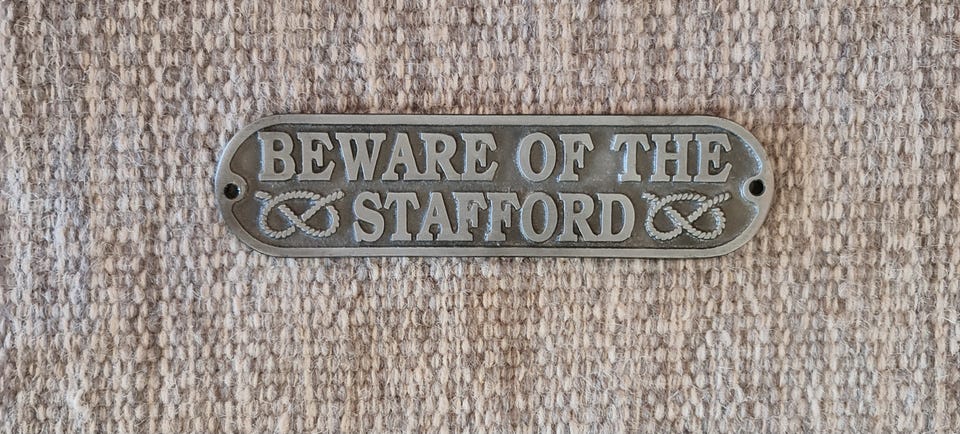 BEWARE OF THE
STAFFORD